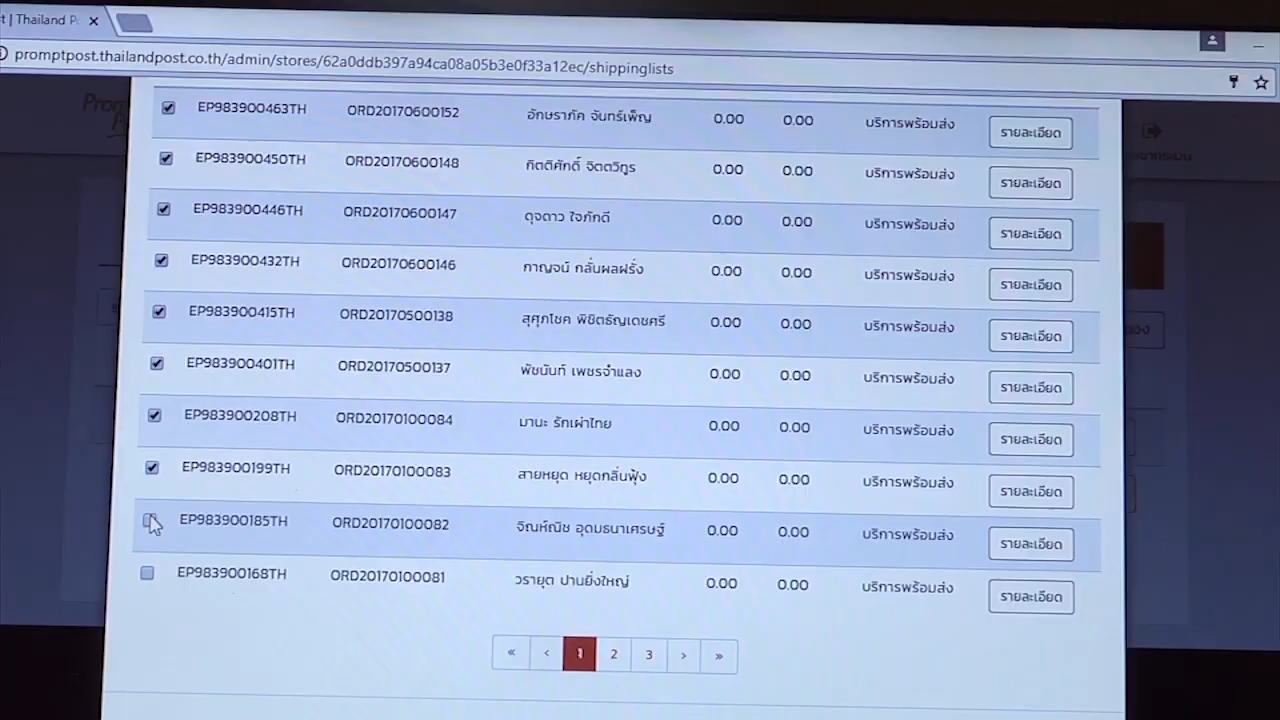 t | Thailand P
promptpost.thailandpost.co.th/admin/stores/62a0ddb397a94ca08a05b3e0f33a12ec/shippinglists
EP983900463TH ORD20170600152 อักษราภัค จันทร์เพ็ญ 0.00 0.00 บริการพร้อมส่ง รายละเอียด
EP983900450TH ORD20170600148 กิตติศักดิ์ จิตตวิฑูร 0.00 0.00 บริการพร้อมส่ง รายละเอียด
EP983900446TH ORD20170600147 ดุจดาว ใจภักดี 0.00 0.00 บริการพร้อมส่ง รายละเอียด
EP983900432TH ORD20170600146 กาญจน์ กลั่นผลฝรั่ง 0.00 0.00 บริการพร้อมส่ง รายละเอียด
EP983900415TH ORD20170500138 สุศุภโชค พิชิตธัญเดชศรี 0.00 0.00 บริการพร้อมส่ง รายละเอียด
EP983900401TH ORD20170500137 พัชนันท์ เพชรจำแลง 0.00 0.00 บริการพร้อมส่ง รายละเอียด
EP983900208TH ORD20170100084 มานะ รักเผ่าไทย 0.00 0.00 บริการพร้อมส่ง รายละเอียด
EP983900199TH ORD20170100083 สายหยุด หยุดกลิ่นฟุ้ง 0.00 0.00 บริการพร้อมส่ง รายละเอียด
EP983900185TH ORD20170100082 จิณห์ณิช อุดมธนาเศรษฐ์ 0.00 0.00 บริการพร้อมส่ง รายละเอียด
EP983900168TH ORD20170100081 วรายุต ปานยิ่งใหญ่ 0.00 0.00 บริการพร้อมส่ง รายละเอียด
« ‹ 1 2 3 › »